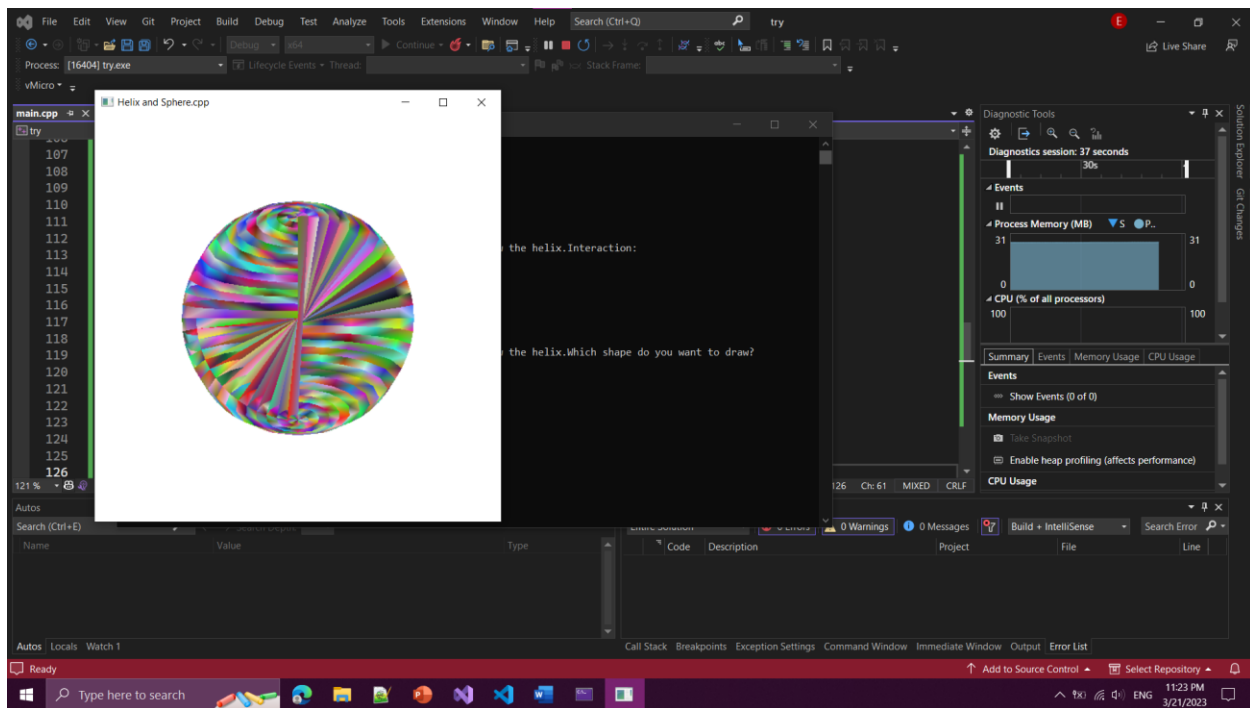 File Edit View Git Project Build Debug Test Analyze Tools Extensions Window Help Search (Ctrl+Q) try E
Debug x64 Continue Live Share
Process: [16404] try.exe Lifecycle Events Thread: Stack Frame:
vMicro
Helix and Sphere.cpp
main.cpp
try
107
108
109
110
111
112
113
114
115
116
117
118
119
120
121
122
123
124
125
126
the helix.Interaction:
the helix.Which shape do you want to draw?
121 %
126 Ch: 61 MIXED CRLF
Diagnostic Tools
Diagnostics session: 37 seconds
30s
Events
Process Memory (MB) S P..
31 31
0 0
CPU (% of all processors)
100 100
Summary Events Memory Usage CPU Usage
Events
Show Events (0 of 0)
Memory Usage
Take Snapshot
Enable heap profiling (affects performance)
CPU Usage
Solution Explorer
Git Changes
Autos
Search (Ctrl+E)
Name Value Type
Entire Solution 0 Errors 0 Warnings 0 Messages Build + IntelliSense Search Error
Code Description Project File Line
Autos Locals Watch 1
Call Stack Breakpoints Exception Settings Command Window Immediate Window Output Error List
Ready Add to Source Control Select Repository
Type here to search
ENG
11:23 PM
3/21/2023